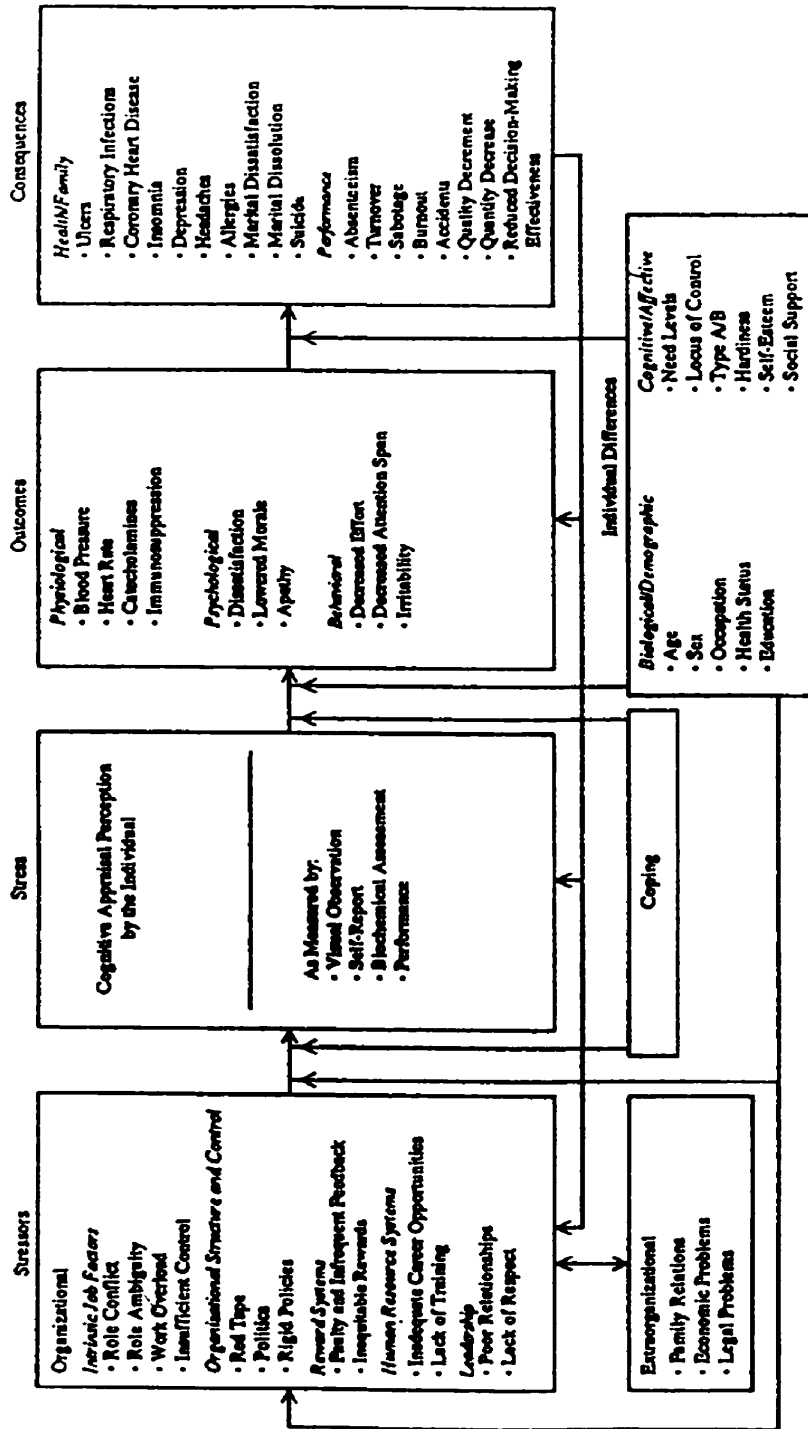 Stressors
Organizational
Intrinsic Job Factors
• Role Conflict
• Role Ambiguity
• Work Overload
• Insufficient Control
Organizational Structure and Control
• Red Tape
• Politics
• Rigid Policies
Reward Systems
• Faulty and Infrequent Feedback
• Inequitable Rewards
Human Resource Systems
• Inadequate Career Opportunities
• Lack of Training
Leadership
• Poor Relationships
• Lack of Respect
Extraorganizational
• Family Relations
• Economic Problems
• Legal Problems
Stress
Cognitive Appraisal Perception
by the Individual
As Measured by:
• Visual Observation
• Self-Report
• Biochemical Assessment
• Performance
Coping
Outcomes
Physiological
• Blood Pressure
• Heart Rate
• Catecholamines
• Immunosuppression
Psychological
• Dissatisfaction
• Lowered Morale
• Apathy
Behavioral
• Decreased Effort
• Decreased Attention Span
• Irritability
Consequences
Health/Family
• Ulcers
• Respiratory Infections
• Coronary Heart Disease
• Insomnia
• Depression
• Headaches
• Allergies
• Marital Dissatisfaction
• Marital Dissolution
• Suicide
Performance
• Absenteeism
• Turnover
• Sabotage
• Burnout
• Accidents
• Quality Decrement
• Quantity Decrease
• Reduced Decision-Making
Effectiveness
Individual Differences
Biological/Demographic
• Age
• Sex
• Occupation
• Health Status
• Education
Cognitive/Affective
• Need Levels
• Locus of Control
• Type A/B
• Hardiness
• Self-Esteem
• Social Support